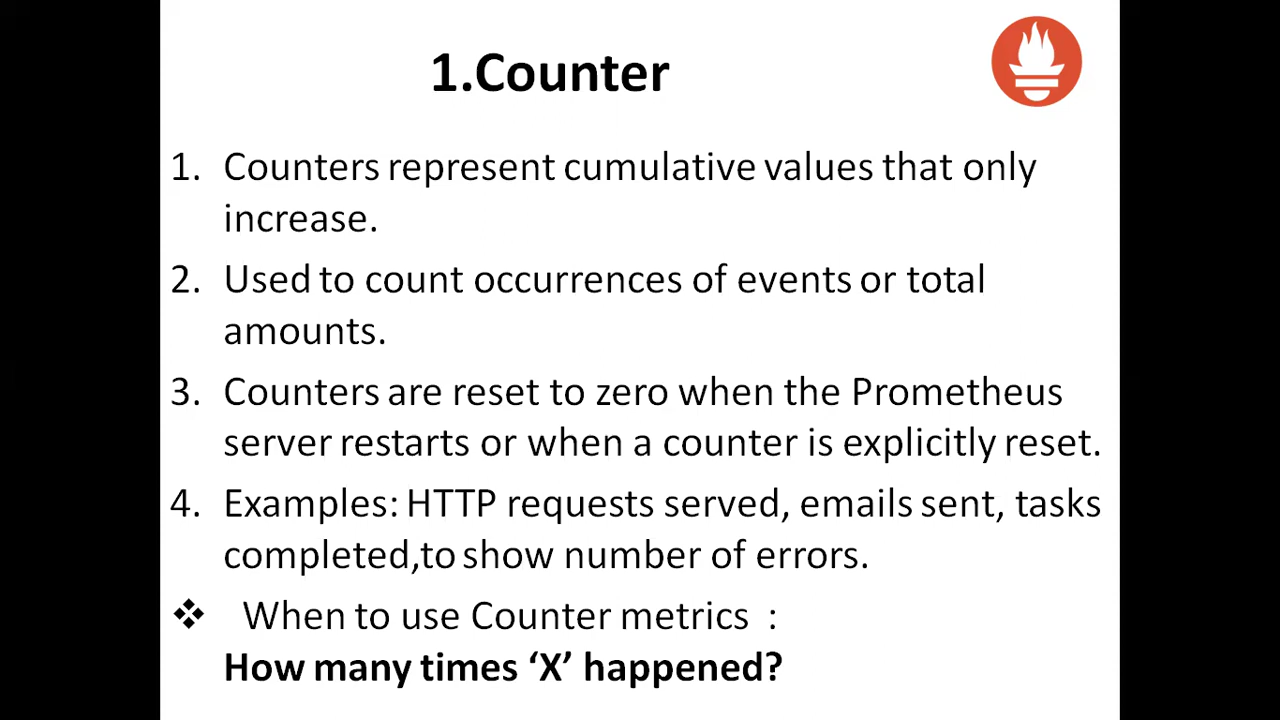 1.Counter
1. Counters represent cumulative values that only
increase.
2. Used to count occurrences of events or total
amounts.
3. Counters are reset to zero when the Prometheus
server restarts or when a counter is explicitly reset.
4. Examples: HTTP requests served, emails sent, tasks
completed,to show number of errors.
❖ When to use Counter metrics :
How many times ‘X’ happened?